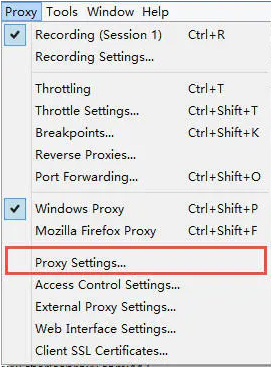 Proxy Tools Window Help
Recording (Session 1) Ctrl+R
Recording Settings...
Throttling Ctrl+T
Throttle Settings... Ctrl+Shift+T
Breakpoints... Ctrl+Shift+K
Reverse Proxies...
Port Forwarding... Ctrl+Shift+O
Windows Proxy Ctrl+Shift+P
Mozilla Firefox Proxy Ctrl+Shift+F
Proxy Settings...
Access Control Settings...
External Proxy Settings...
Web Interface Settings...
Client SSL Certificates...